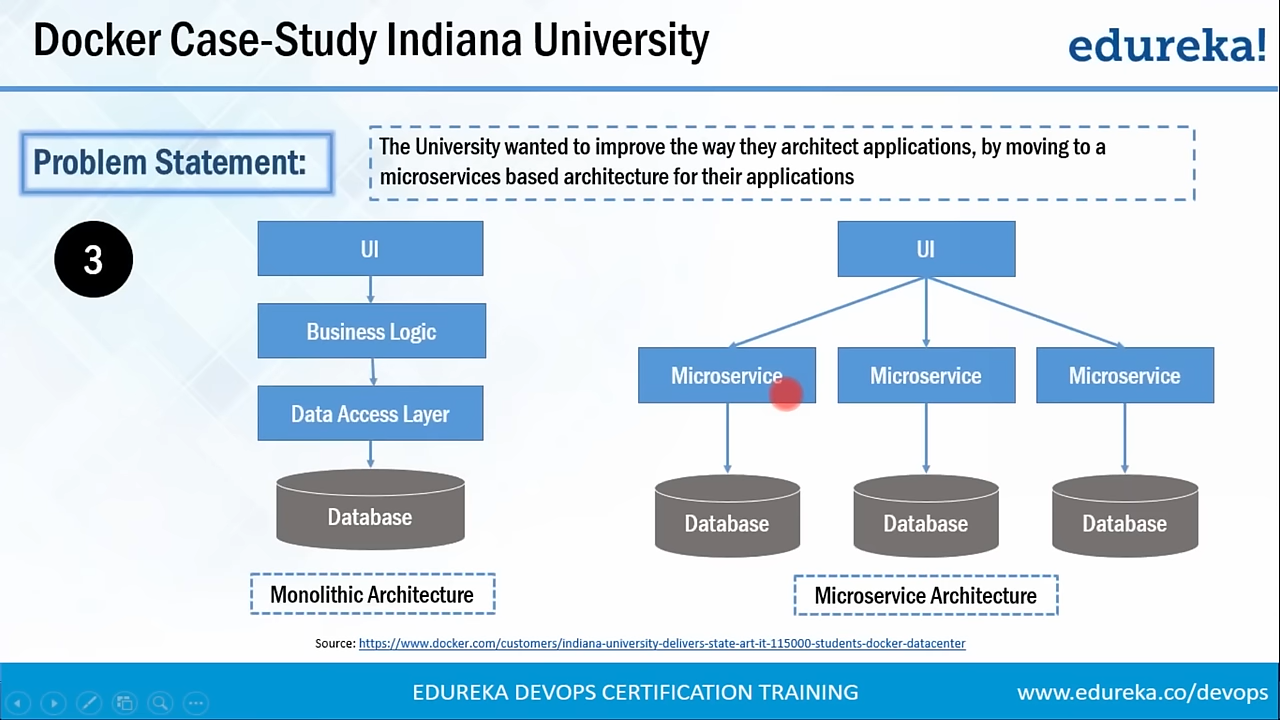 Docker Case-Study Indiana University
edureka!
Problem Statement:
The University wanted to improve the way they architect applications, by moving to a
microservices based architecture for their applications
3
UI
Business Logic
Data Access Layer
Database
Monolithic Architecture
UI
Microservice
Microservice
Microservice
Database
Database
Database
Microservice Architecture
Source: https://www.docker.com/customers/indiana-university-delivers-state-art-it-115000-students-docker-datacenter
EDUREKA DEVOPS CERTIFICATION TRAINING
www.edureka.co/devops